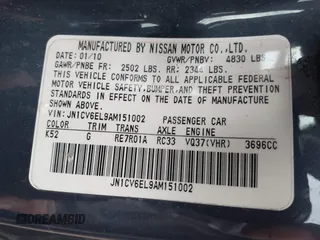 MANUFACTURED BY NISSAN MOTOR CO.,LTD.
DATE: 01/10 GVWR/PNBV: 4830 LBS
GAWR/PNBE FR: 2502 LBS. RR: 2344 LBS.
THIS VEHICLE CONFORMS TO ALL APPLICABLE FEDERAL
MOTOR VEHICLE SAFETY,BUMPER,AND THEFT PREVENTION
STANDARDS IN EFFECT ON THE DATE OF
MANUFACTURE SHOWN ABOVE.
VIN: JN1CV6EL9AM151002 PASSENGER CAR
COLOR TRIM TRANS AXLE ENGINE
K52 G RE7R01A RC33 VQ37(VHR) 3696CC
JN1CV6EL9AM151002
© DREAMBID